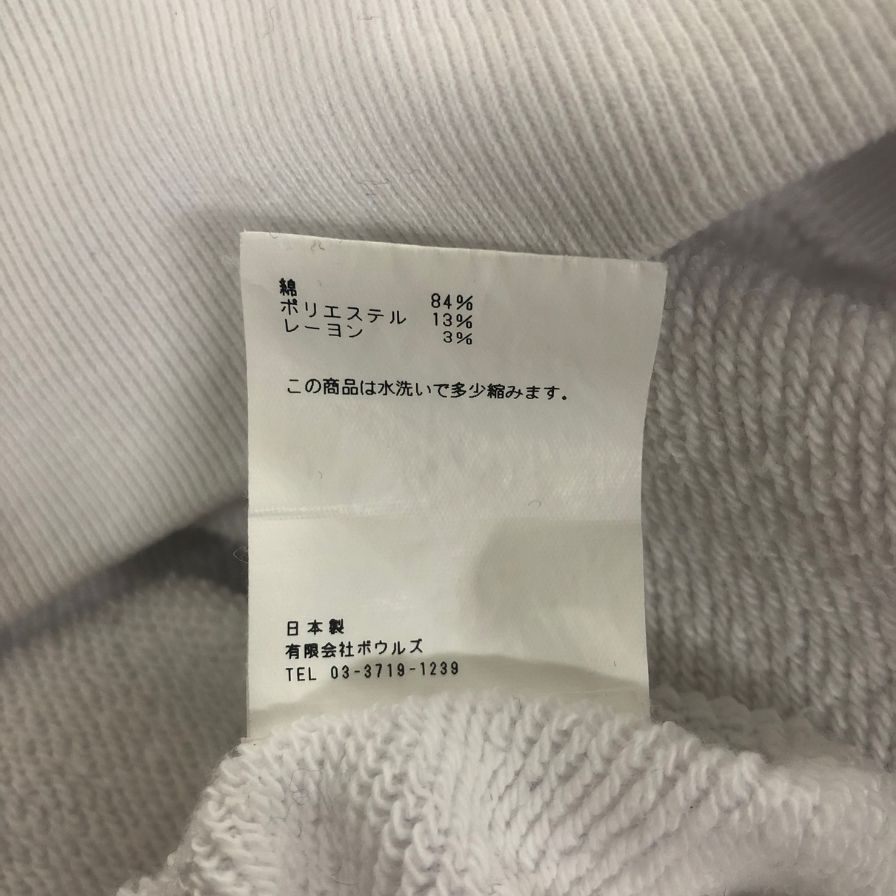 綿 84%
ポリエステル 13%
レーヨン 3%
この商品は水洗いで多少縮みます。
日本製
有限会社ボウルズ
TEL 03-3719-1239